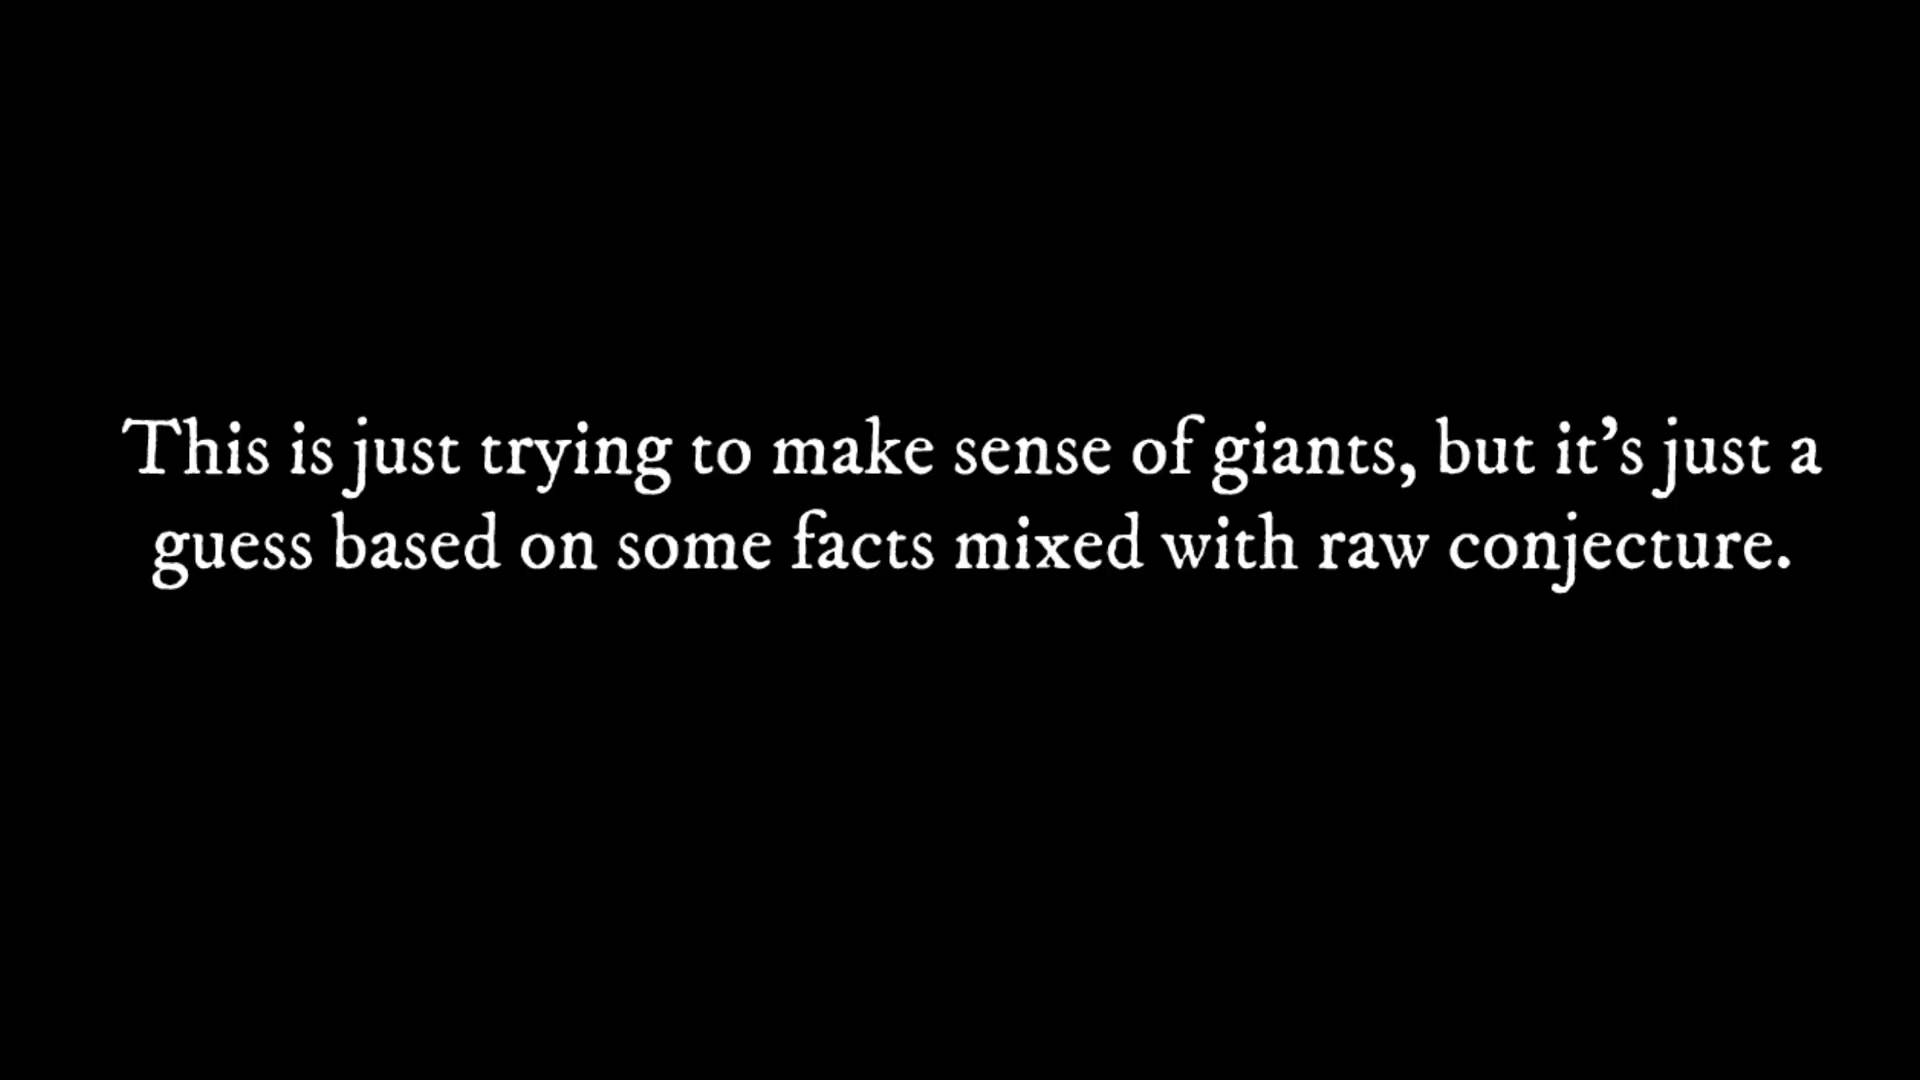 This is just trying to make sense of giants, but it’s just a
guess based on some facts mixed with raw conjecture.